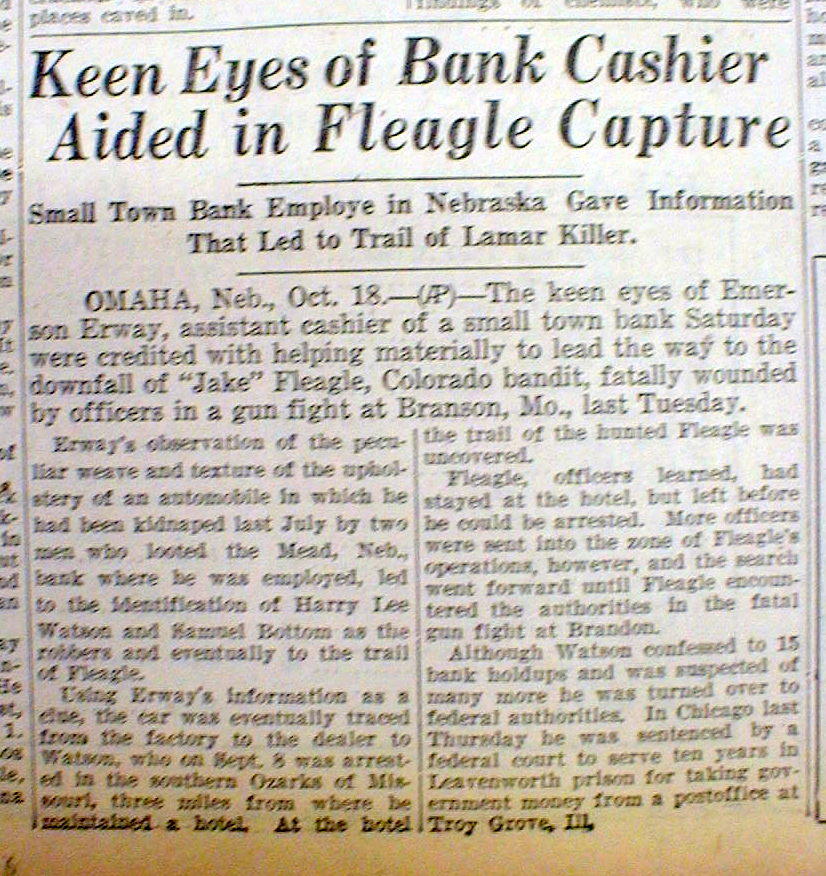 places caved in.
Keen Eyes of Bank Cashier
Aided in Fleagle Capture
Small Town Bank Employe in Nebraska Gave Information
That Led to Trail of Lamar Killer.
OMAHA, Neb., Oct. 18.—(AP)—The keen eyes of Emer-
son Erway, assistant cashier of a small town bank Saturday
were credited with helping materially to lead the way to the
downfall of "Jake" Fleagle, Colorado bandit, fatally wounded
by officers in a gun fight at Branson, Mo., last Tuesday.
Erway's observation of the pecu-
liar weave and texture of the uphol-
stery of an automobile in which he
had been kidnaped last July by two
men who looted the Mead, Neb.,
bank where he was employed, led
to the identification of Harry Lee
Watson and Samuel Bottom as the
robbers and eventually to the trail
of Fleagle.
Using Erway's information as a
clue, the car was eventually traced
from the factory to the dealer to
Watson, who on Sept. 8 was arrest-
ed in the southern Ozarks of Mis-
souri, three miles from where he
maintained a hotel. At the hotel
the trail of the hunted Fleagle was
uncovered.
Fleagle, officers learned, had
stayed at the hotel, but left before
he could be arrested. More officers
were sent into the zone of Fleagle's
operations, however, and the search
went forward until Fleagle encoun-
tered the authorities in the fatal
gun fight at Brandon.
Although Watson confessed to 15
bank holdups and was suspected of
many more he was turned over to
federal authorities. In Chicago last
Thursday he was sentenced by a
federal court to serve ten years in
Leavenworth prison for taking gov-
ernment money from a postoffice at
Troy Grove, Ill.